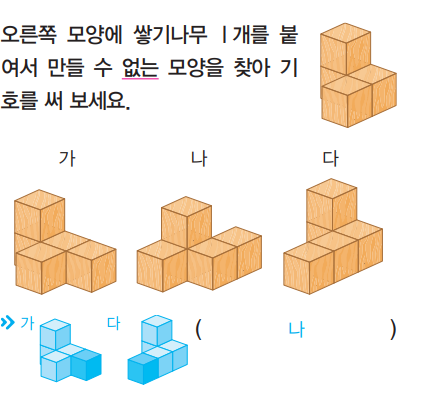 오른쪽 모양에 쌓기나무 1개를 붙
여서 만들 수 없는 모양을 찾아 기
호를 써 보세요.
가 나 다
가 다 ( 나 )